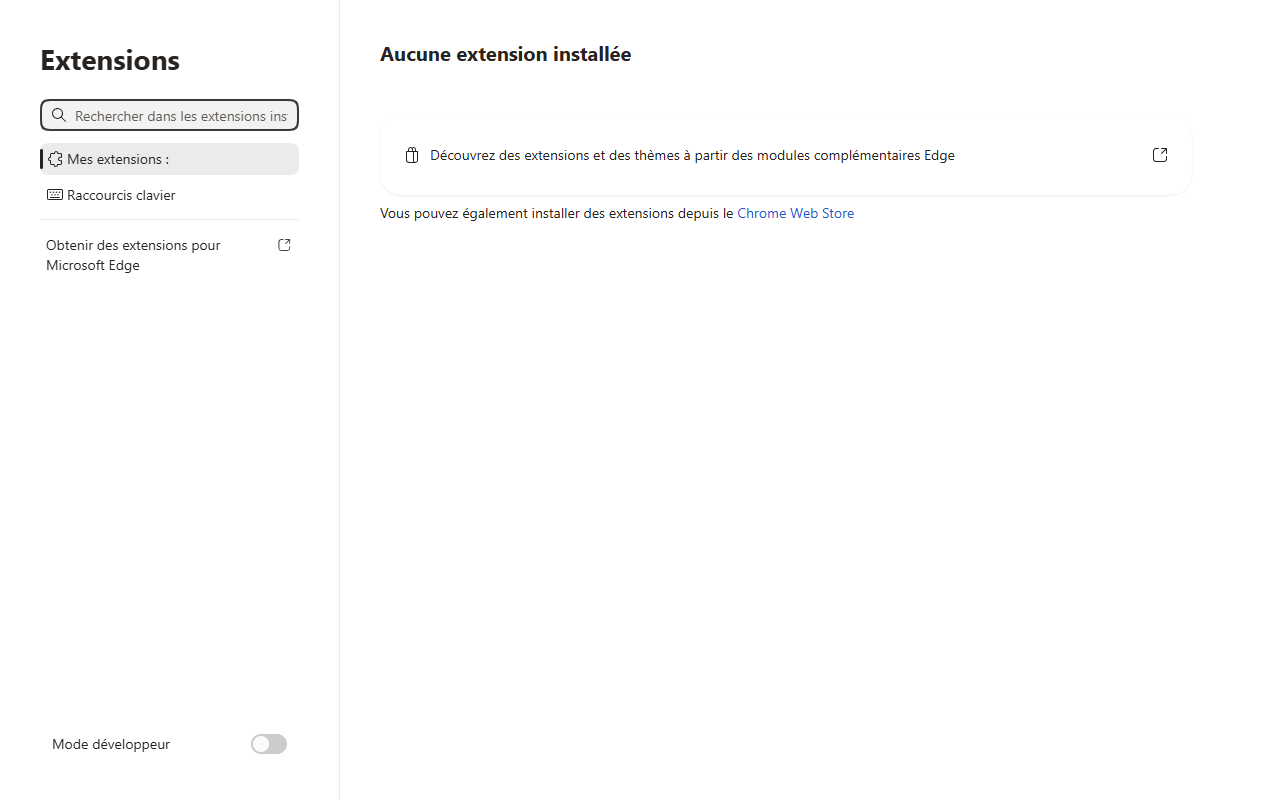 Extensions
Rechercher dans les extensions ins
Mes extensions :
Raccourcis clavier
Obtenir des extensions pour
Microsoft Edge
Mode développeur
Aucune extension installée
Découvrez des extensions et des thèmes à partir des modules complémentaires Edge
Vous pouvez également installer des extensions depuis le Chrome Web Store